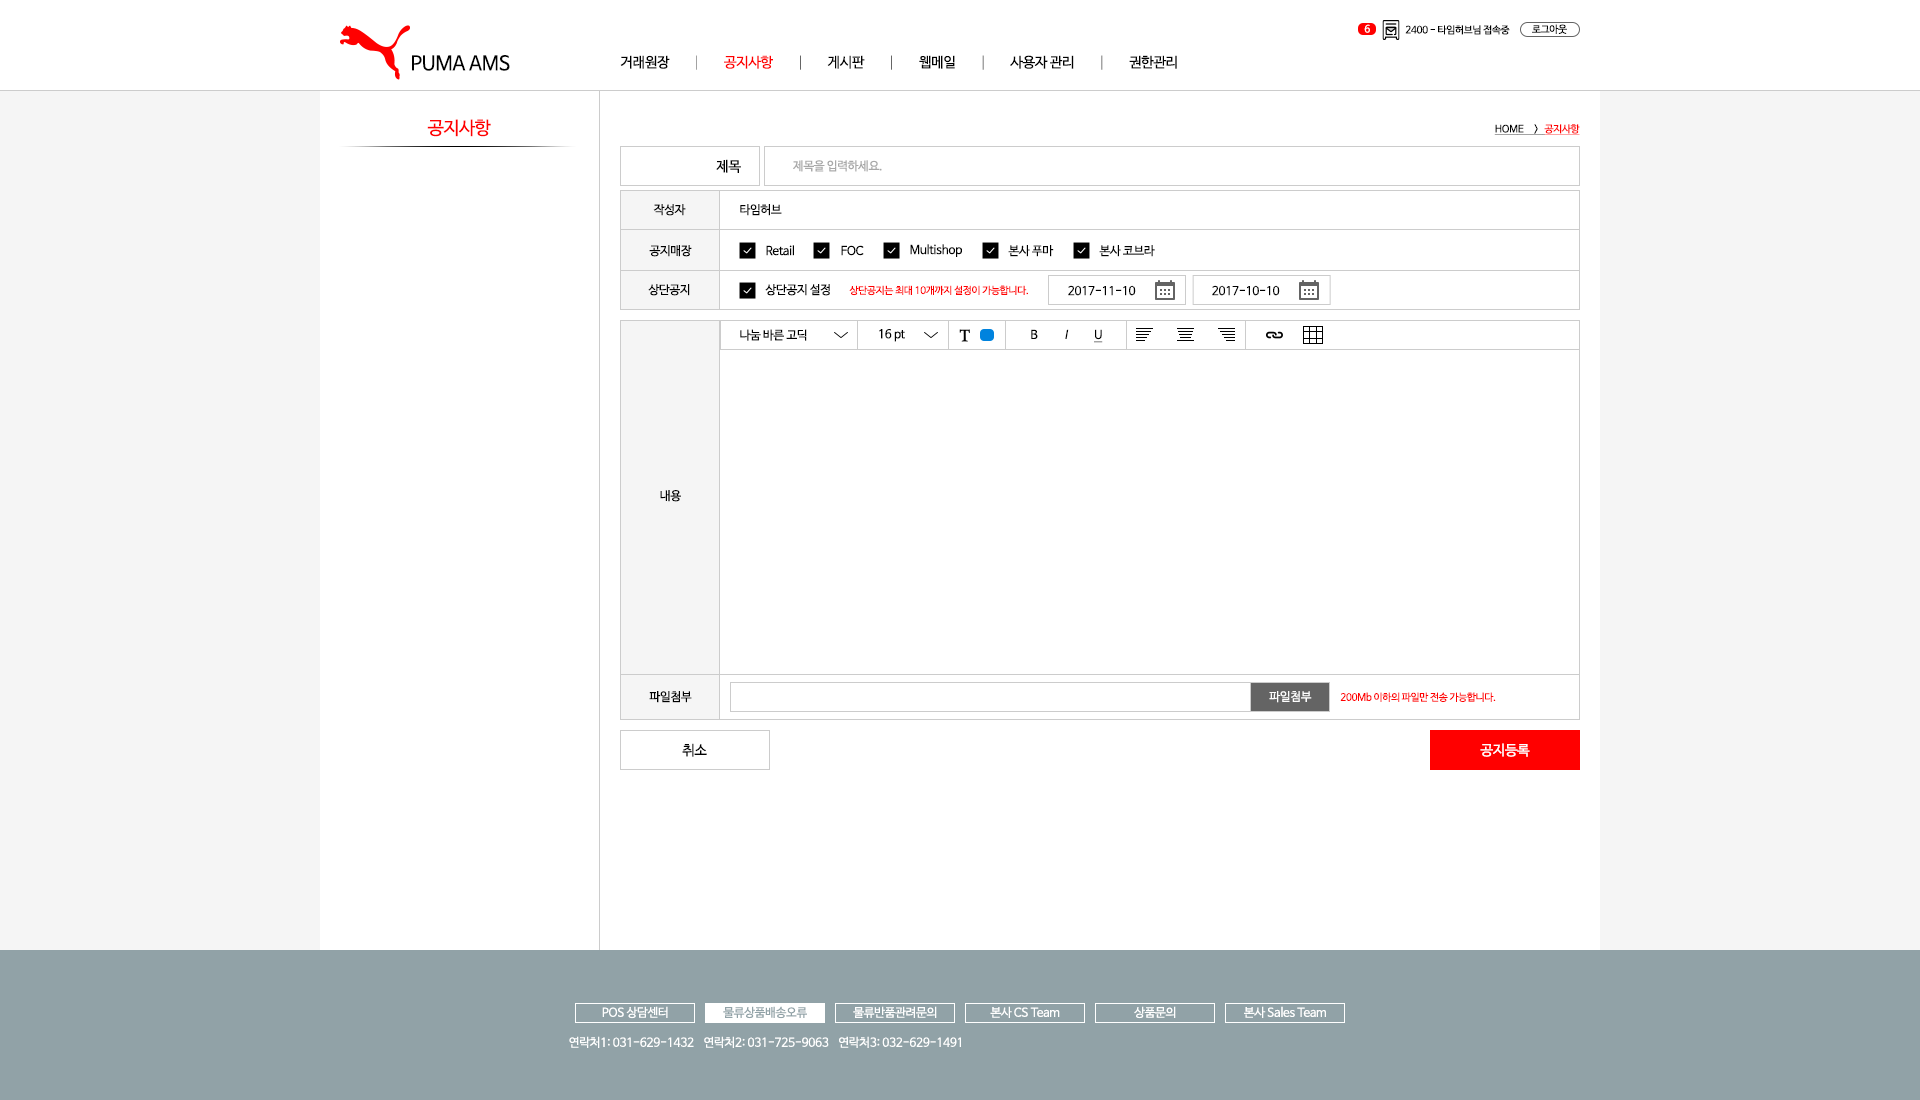 6 2400 - 타임허브님 접속중 로그아웃
PUMA AMS
거래원장 공지사항 게시판 웹메일 사용자 관리 권한관리
공지사항
HOME 〉 공지사항
제목 제목을 입력하세요.
작성자 타임허브
공지매장 Retail FOC Multishop 본사 푸마 본사 코브라
상단공지 상단공지 설정 상단공지는 최대 10개까지 설정이 가능합니다. 2017-11-10 2017-10-10
나눔 바른 고딕 16 pt T B I U
내용
파일첨부 파일첨부 200Mb 이하의 파일만 전송 가능합니다.
취소 공지등록
POS 상담센터 물류상품배송오류 물류반품관려문의 본사 CS Team 상품문의 본사 Sales Team
연락처1: 031-629-1432 연락처2: 031-725-9063 연락처3: 032-629-1491